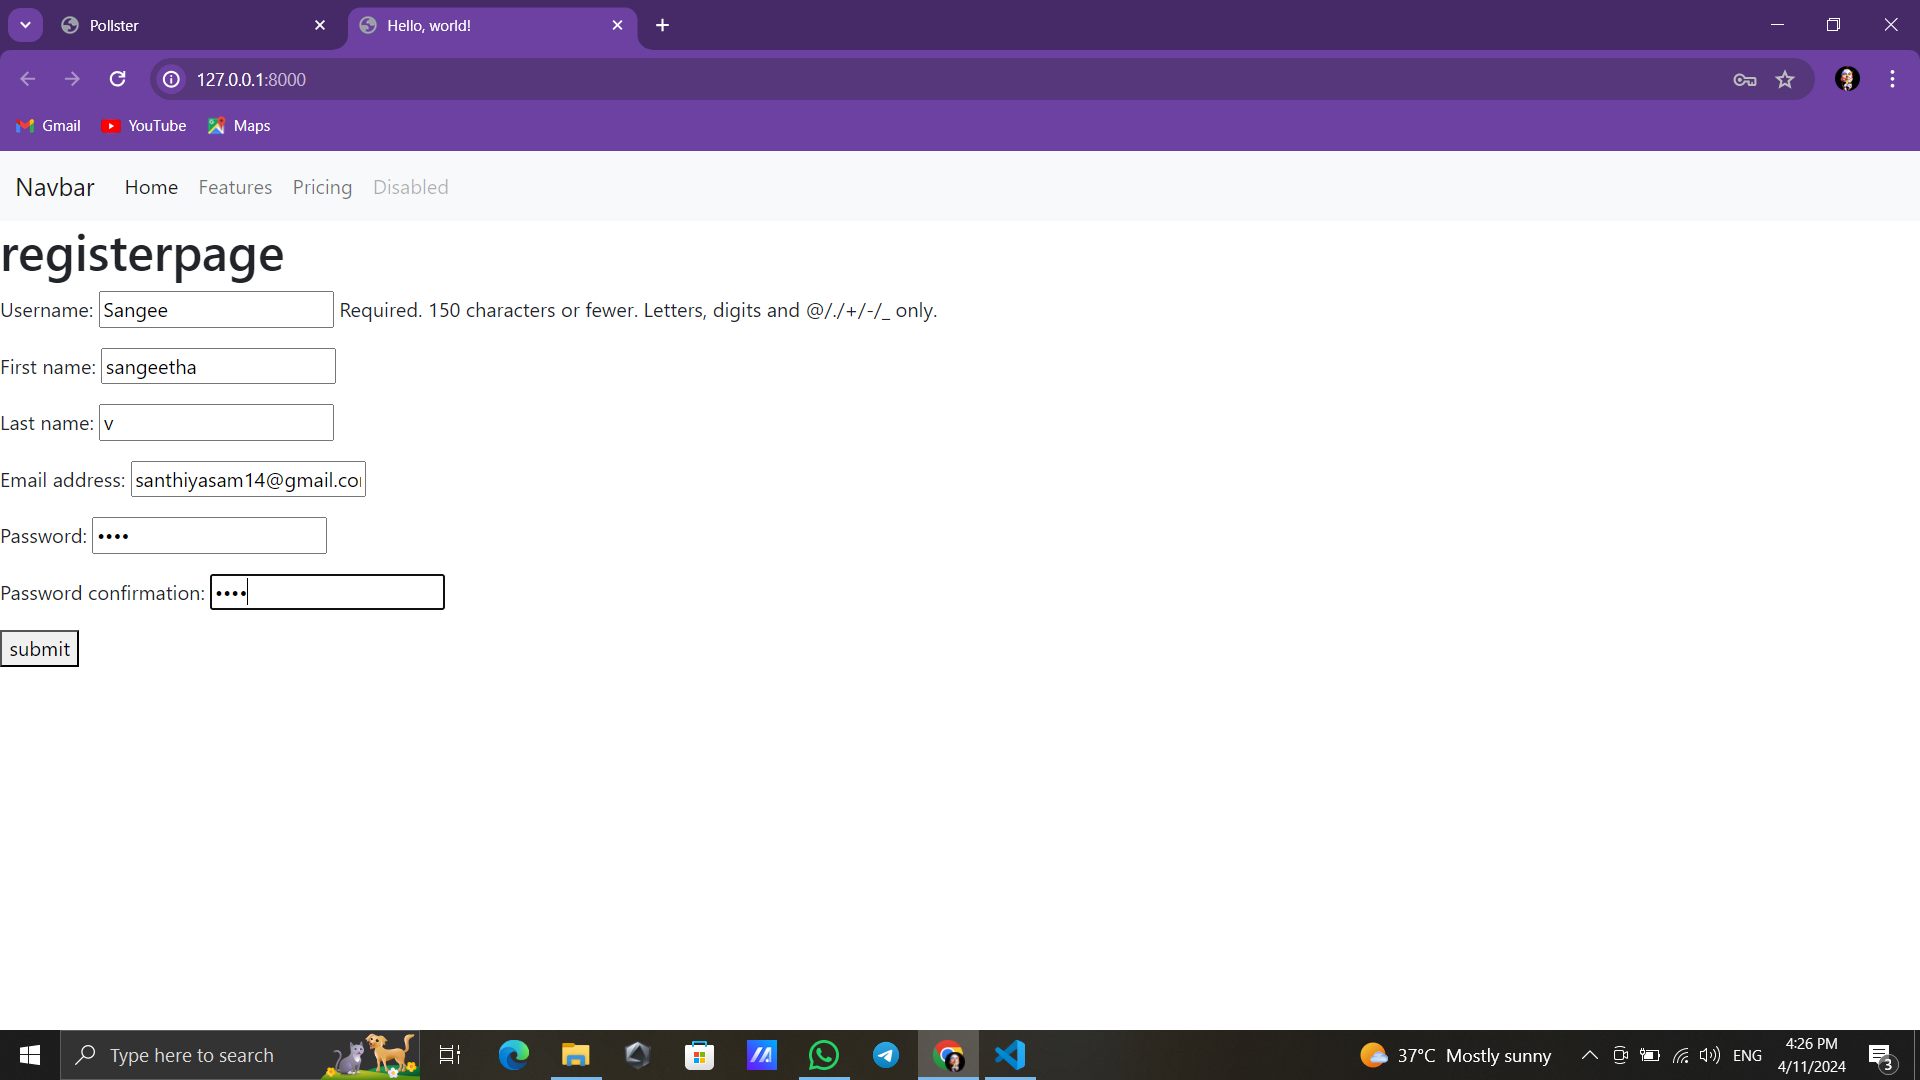 Pollster
Hello, world!
127.0.0.1:8000
Gmail YouTube Maps
Navbar Home Features Pricing Disabled
registerpage
Username: Sangee Required. 150 characters or fewer. Letters, digits and @/./+/-/_ only.
First name: sangeetha
Last name: v
Email address: santhiyasam14@gmail.co
Password: ••••
Password confirmation: ••••
submit
Type here to search
37°C Mostly sunny
ENG
4:26 PM
4/11/2024
3